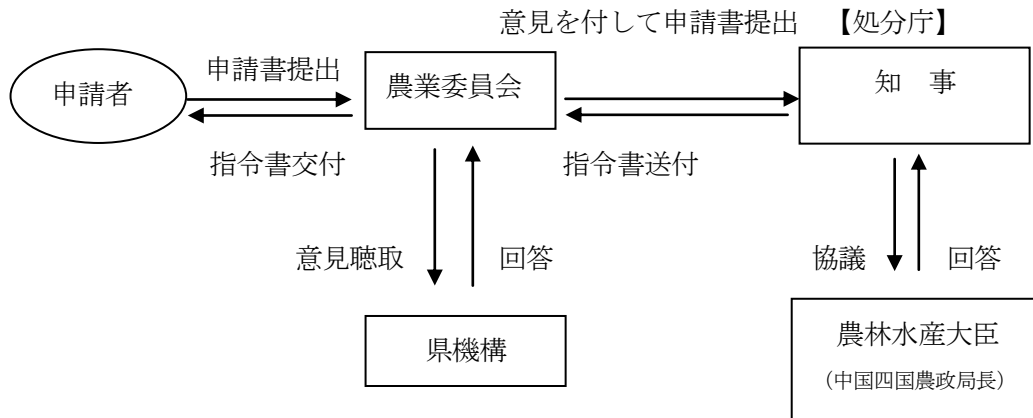 意見を付して申請書提出 【処分庁】
申請者
申請書提出
農業委員会
知 事
指令書交付
指令書送付
意見聴取
回答
協議
回答
県機構
農林水産大臣
（中国四国農政局長）